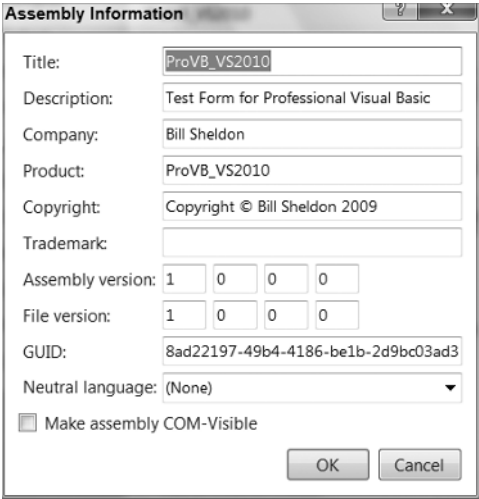 Assembly Information
Title: ProVB_VS2010
Description: Test Form for Professional Visual Basic
Company: Bill Sheldon
Product: ProVB_VS2010
Copyright: Copyright © Bill Sheldon 2009
Trademark:
Assembly version: 1 0 0 0
File version: 1 0 0 0
GUID: 8ad22197-49b4-4186-be1b-2d9bc03ad3
Neutral language: (None)
Make assembly COM-Visible
OK Cancel